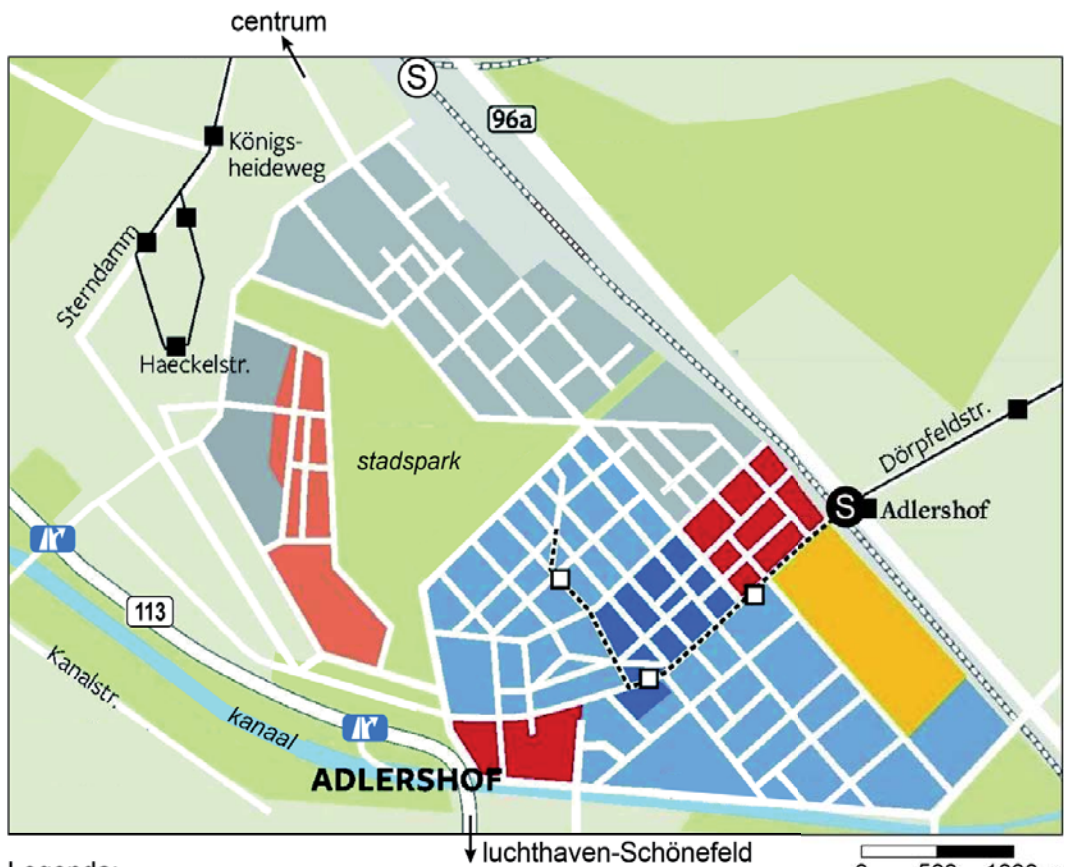 centrum
S
96a
Königs-
heideweg
Sterndamm
Haeckelstr.
stadspark
Dörpfeldstr.
S
Adlershof
113
Kanalstr.
kanaal
ADLERSHOF
luchthaven-Schönefeld